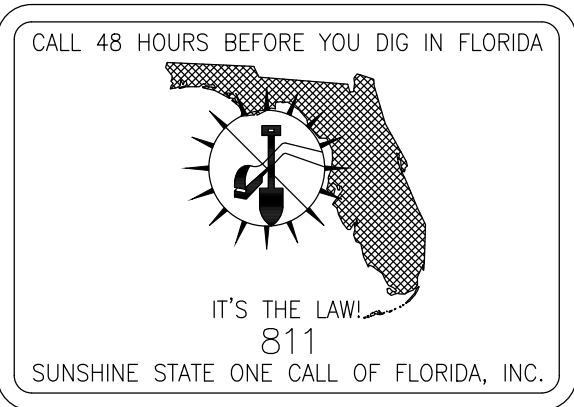 CALL 48 HOURS BEFORE YOU DIG IN FLORIDA
IT'S THE LAW!
811
SUNSHINE STATE ONE CALL OF FLORIDA, INC.